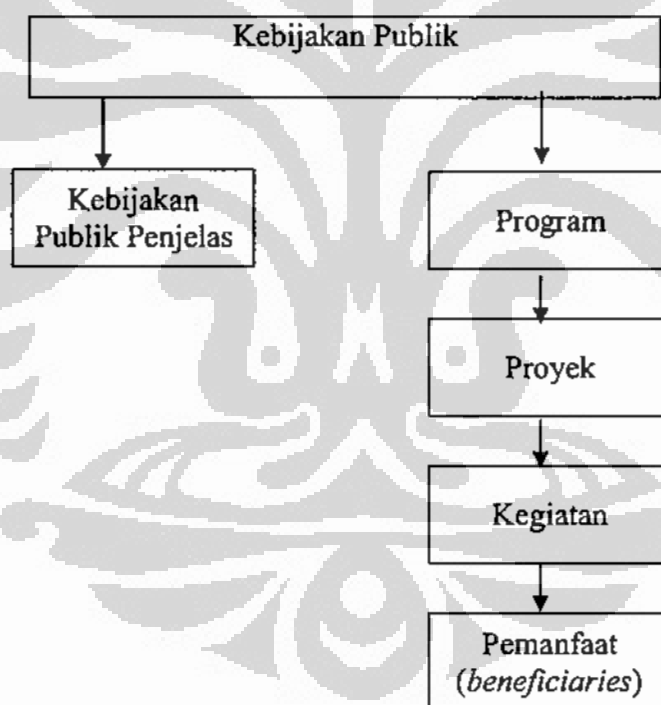 Kebijakan Publik
Kebijakan
Publik Penjelas
Program
Proyek
Kegiatan
Pemanfaat
(beneficiaries)